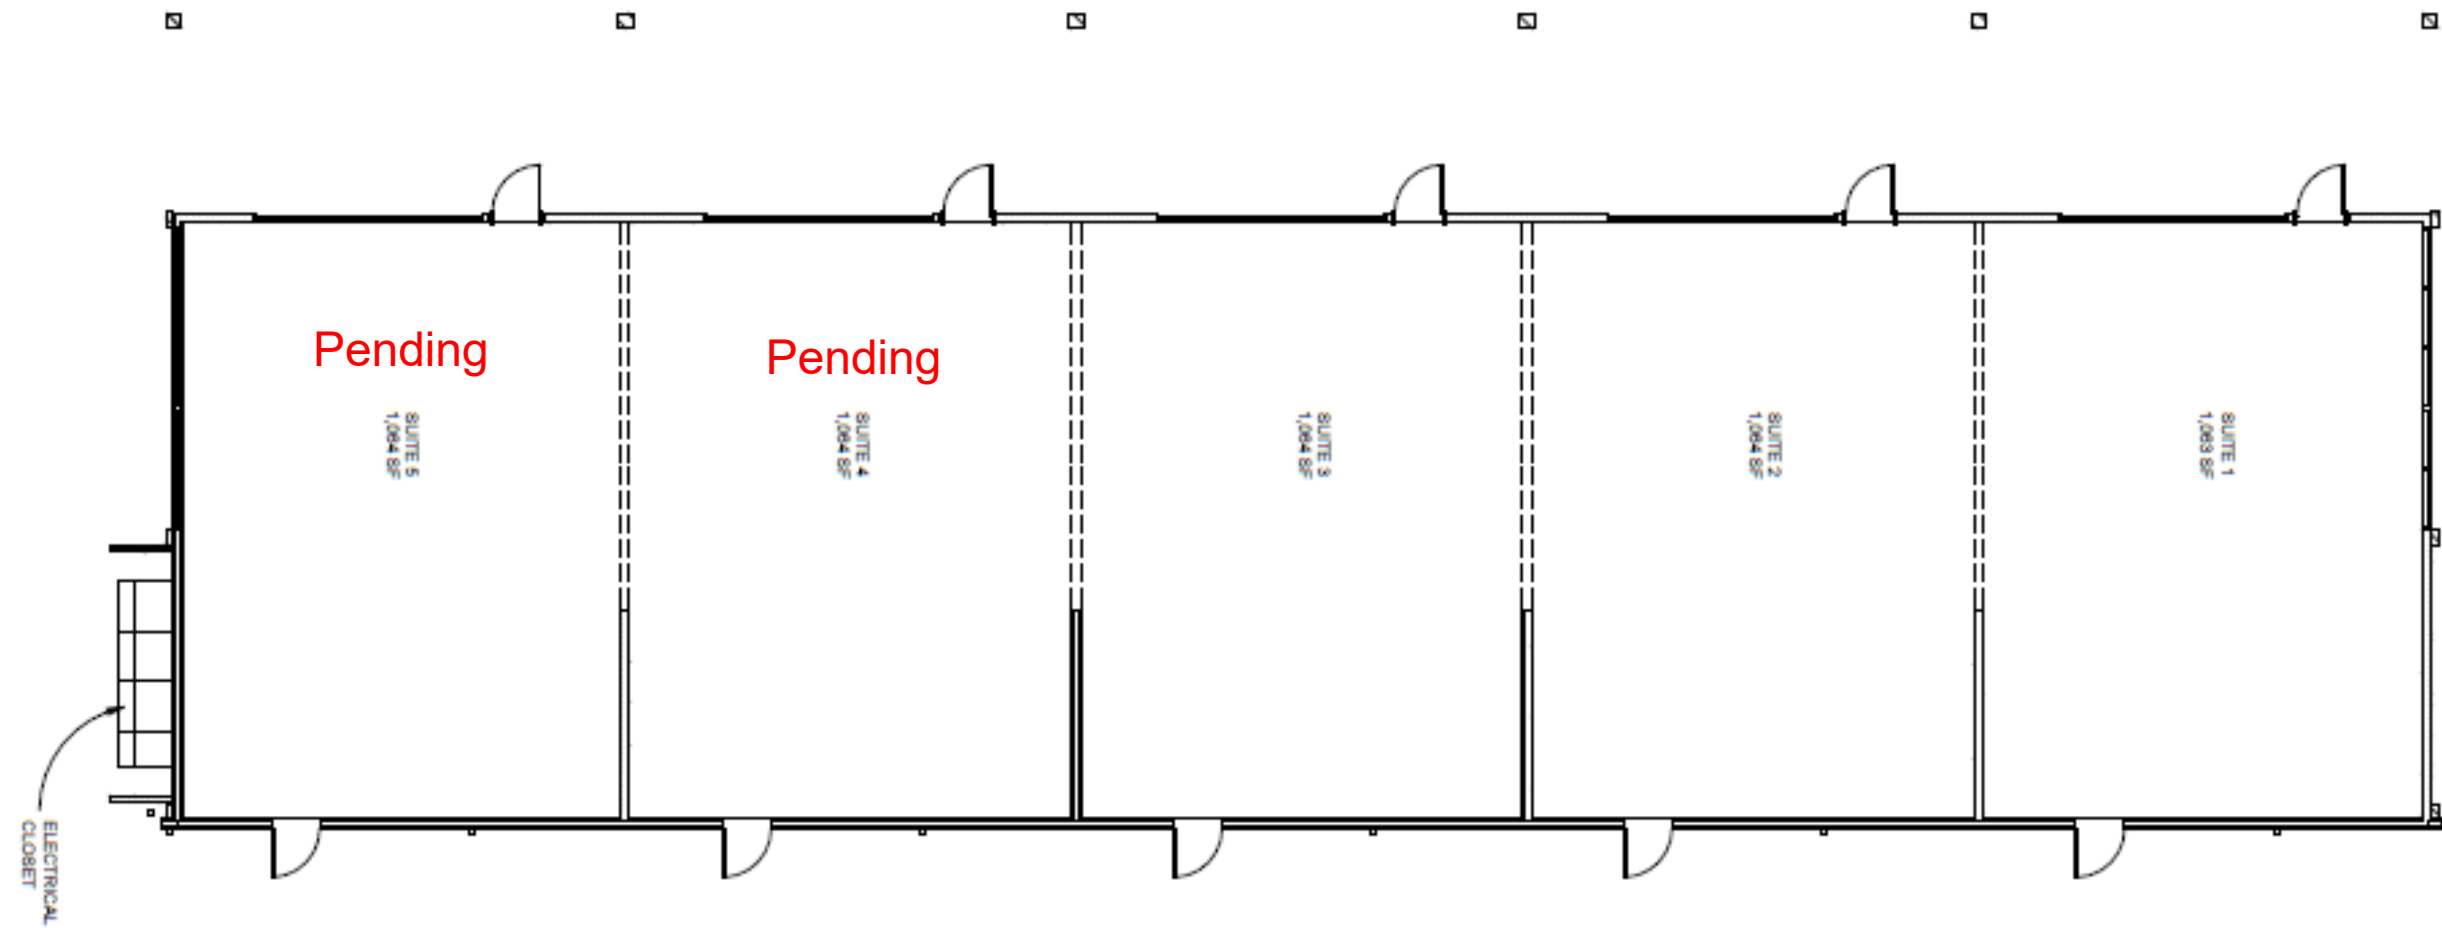 Pending
Pending
SUITE 5
1,064 SF
SUITE 4
1,064 SF
SUITE 3
1,064 SF
SUITE 2
1,064 SF
SUITE 1
1,063 SF
ELECTRICAL
CLOSET